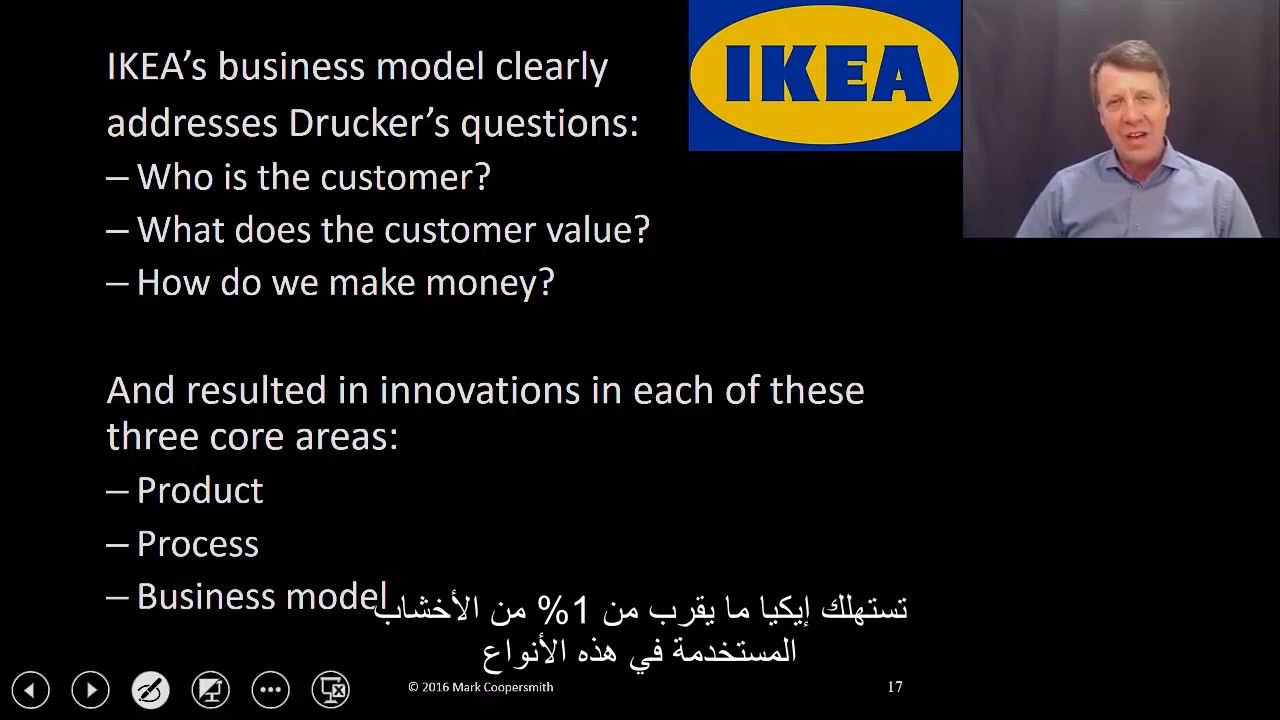 IKEA’s business model clearly
addresses Drucker’s questions:
– Who is the customer?
– What does the customer value?
– How do we make money?
IKEA
And resulted in innovations in each of these
three core areas:
– Product
– Process
– Business model
تستهلك إيكيا ما يقرب من 1% من الأخشاب
المستخدمة في هذه الأنواع
© 2016 Mark Coopersmith
17